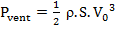 P_vent = 1/2 ρ.S.V₀³